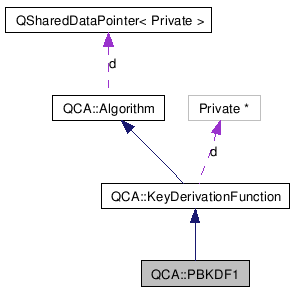 QSharedDataPointer< Private >
d
QCA::Algorithm
Private *
d
QCA::KeyDerivationFunction
QCA::PBKDF1